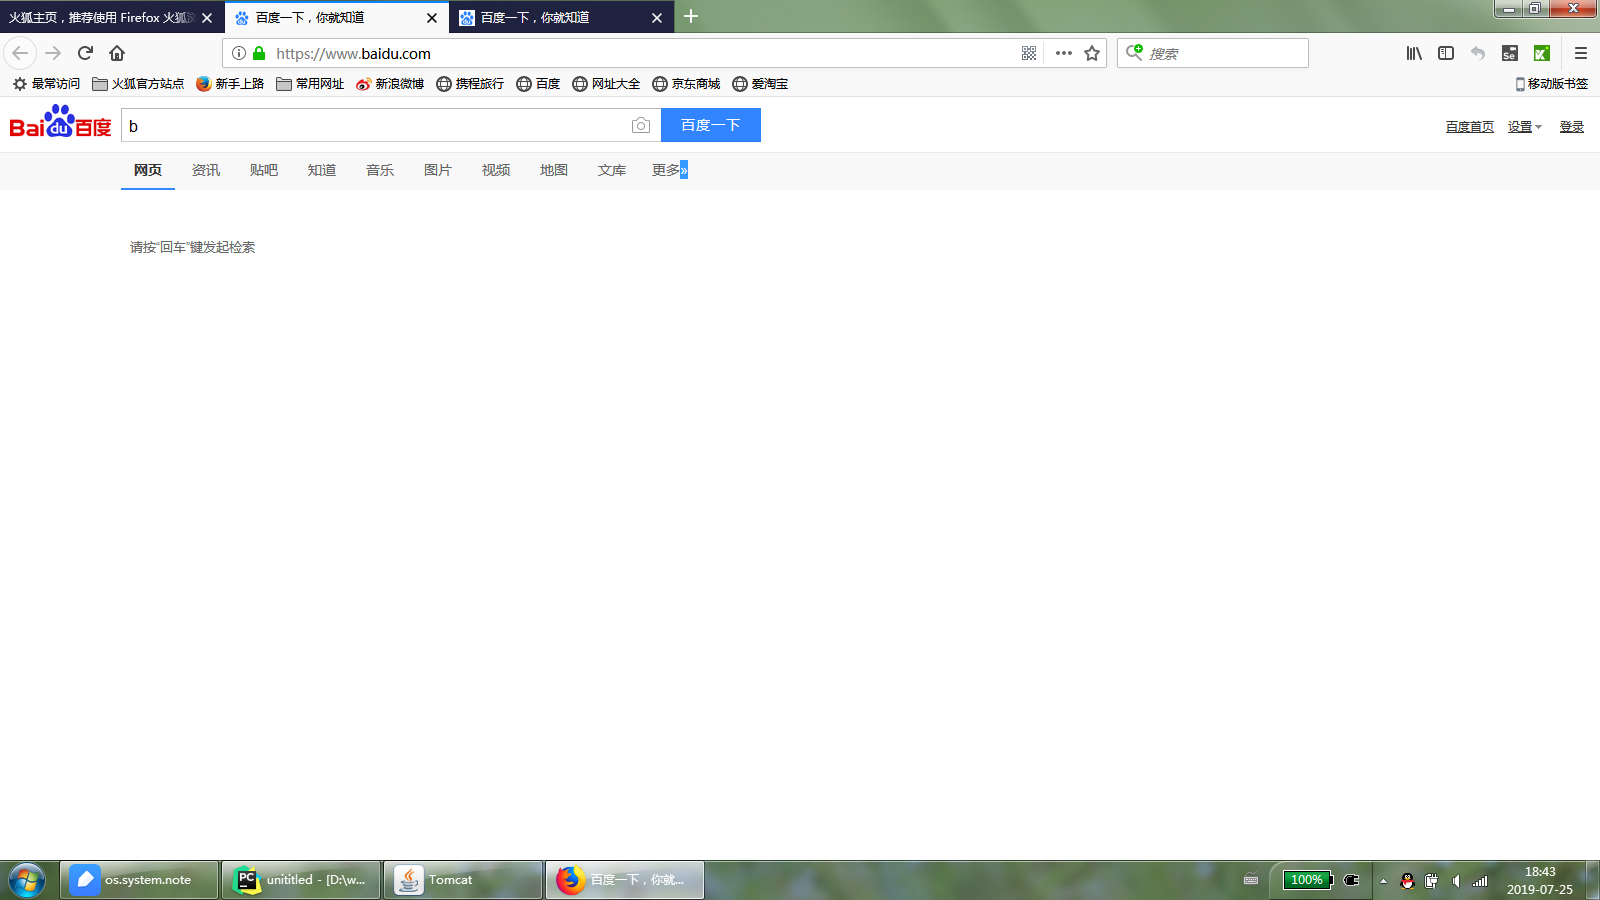 火狐主页，推荐使用 Firefox 火狐
百度一下，你就知道
百度一下，你就知道
https://www.baidu.com
搜索
最常访问 火狐官方站点 新手上路 常用网址 新浪微博 携程旅行 百度 网址大全 京东商城 爱淘宝 移动版书签
Bai du 百度 b 百度一下 百度首页 设置 登录
网页 资讯 贴吧 知道 音乐 图片 视频 地图 文库 更多»
请按“回车”键发起检索
os.system.note
PC unititled - [D:\w...
Tomcat
百度一下，你就...
100%
18:43
2019-07-25